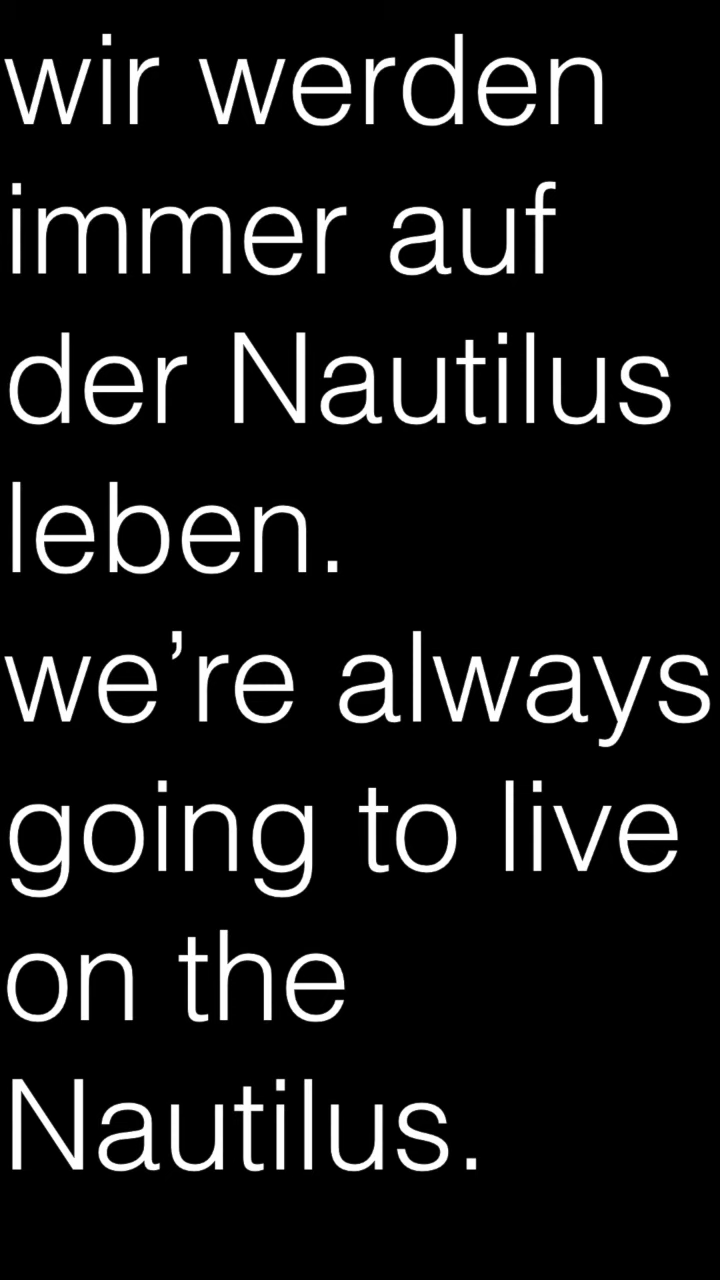 wir werden
immer auf
der Nautilus
leben.
we’re always
going to live
on the
Nautilus.